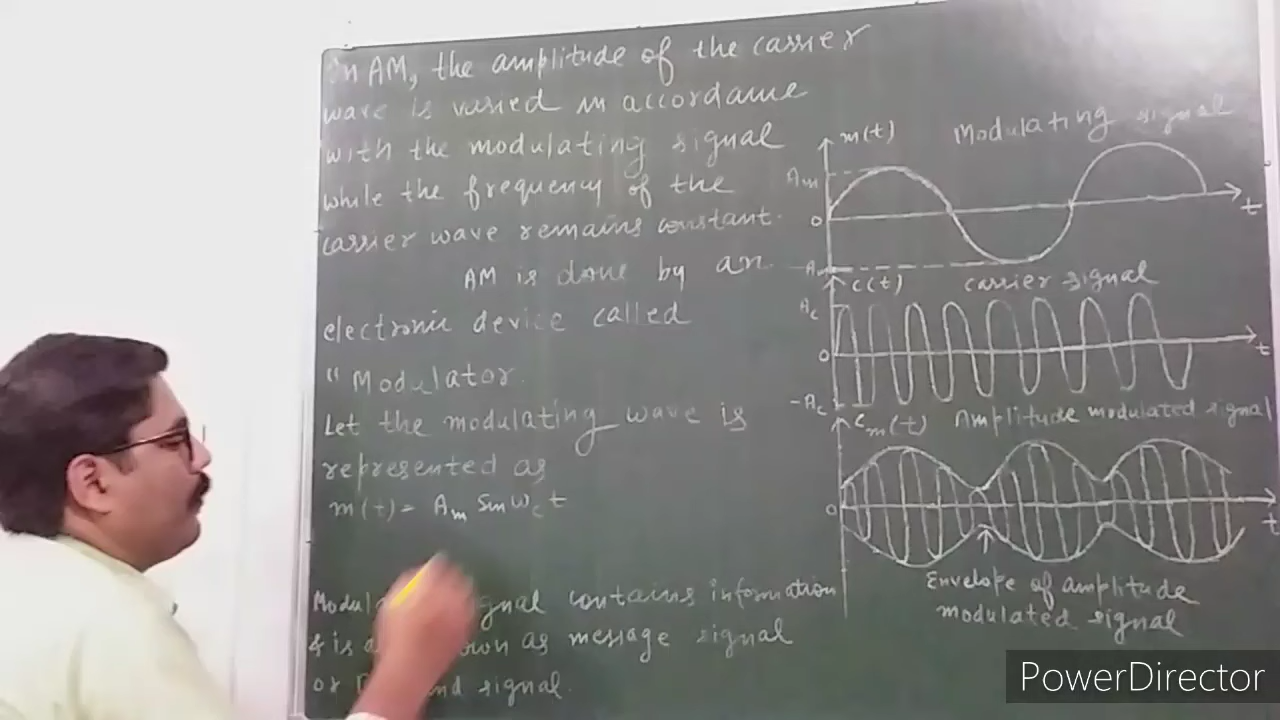 In AM, the amplitude of the carrier
wave is varied in accordance
with the modulating signal
while the frequency of the
carrier wave remains constant.
AM is done by an
electronic device called
" Modulator.
Let the modulating wave is
represented as
m(t) = Am sin ωc t
signal contains information
& is as message signal
or signal.
m(t) Modulating signal
Am
0
t
-Am
c(t) carrier signal
Ac
0
t
-Ac
Cm(t) Amplitude modulated signal
0
t
Envelope of amplitude
modulated signal
PowerDirector